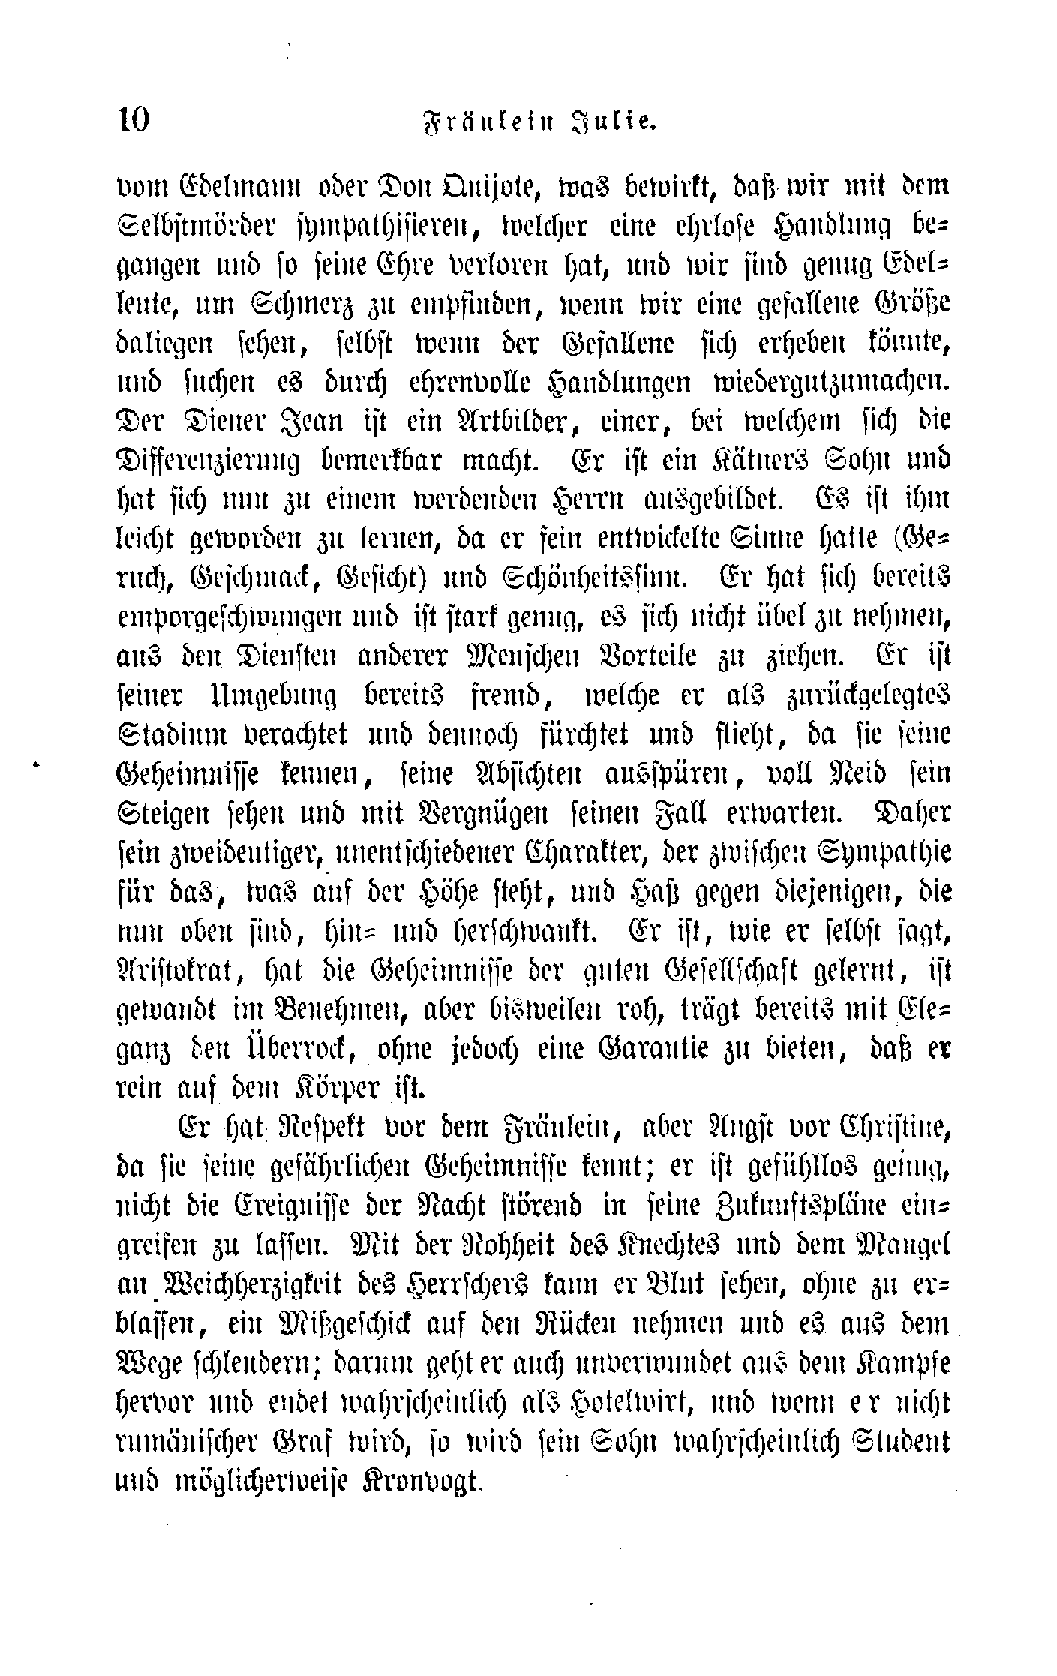 10 Fräulein Julie.
vom Edelmann oder Don Quijote, was bewirkt, daß wir mit dem
Selbstmörder sympathisieren, welcher eine ehrlose Handlung be-
gangen und so seine Ehre verloren hat, und wir sind genug Edel-
leute, um Schmerz zu empfinden, wenn wir eine gefallene Größe
daliegen sehen, selbst wenn der Gefallene sich erheben könnte,
und suchen es durch ehrenvolle Handlungen wiedergutzumachen.
Der Diener Jean ist ein Artbilder, einer, bei welchem sich die
Differenzierung bemerkbar macht. Er ist ein Kätners Sohn und
hat sich nun zu einem werdenden Herrn ausgebildet. Es ist ihm
leicht geworden zu lernen, da er fein entwickelte Sinne hatte (Ge-
ruch, Geschmack, Gesicht) und Schönheitssinn. Er hat sich bereits
emporgeschwungen und ist stark genug, es sich nicht übel zu nehmen,
aus den Diensten anderer Menschen Vorteile zu ziehen. Er ist
seiner Umgebung bereits fremd, welche er als zurückgelegtes
Stadium verachtet und dennoch fürchtet und flieht, da sie seine
Geheimnisse kennen, seine Absichten ausspüren, voll Neid sein
Steigen sehen und mit Vergnügen seinen Fall erwarten. Daher
sein zweideutiger, unentschiedener Charakter, der zwischen Sympathie
für das, was auf der Höhe steht, und Haß gegen diejenigen, die
nun oben sind, hin- und herschwankt. Er ist, wie er selbst sagt,
Aristokrat, hat die Geheimnisse der guten Gesellschaft gelernt, ist
gewandt im Benehmen, aber bisweilen roh, trägt bereits mit Ele-
ganz den Überrock, ohne jedoch eine Garantie zu bieten, daß er
rein auf dem Körper ist.
Er hat Respekt vor dem Fräulein, aber Angst vor Christine,
da sie seine gefährlichen Geheimnisse kennt; er ist gefühllos genug,
nicht die Ereignisse der Nacht störend in seine Zukunftspläne ein-
greifen zu lassen. Mit der Rohheit des Knechtes und dem Mangel
an Weichherzigkeit des Herrschers kann er Blut sehen, ohne zu er-
blassen, ein Mißgeschick auf den Rücken nehmen und es aus dem
Wege schleudern; darum geht er auch unverwundet aus dem Kampfe
hervor und endet wahrscheinlich als Hotelwirt, und wenn er nicht
rumänischer Graf wird, so wird sein Sohn wahrscheinlich Student
und möglicherweise Kronvogt.